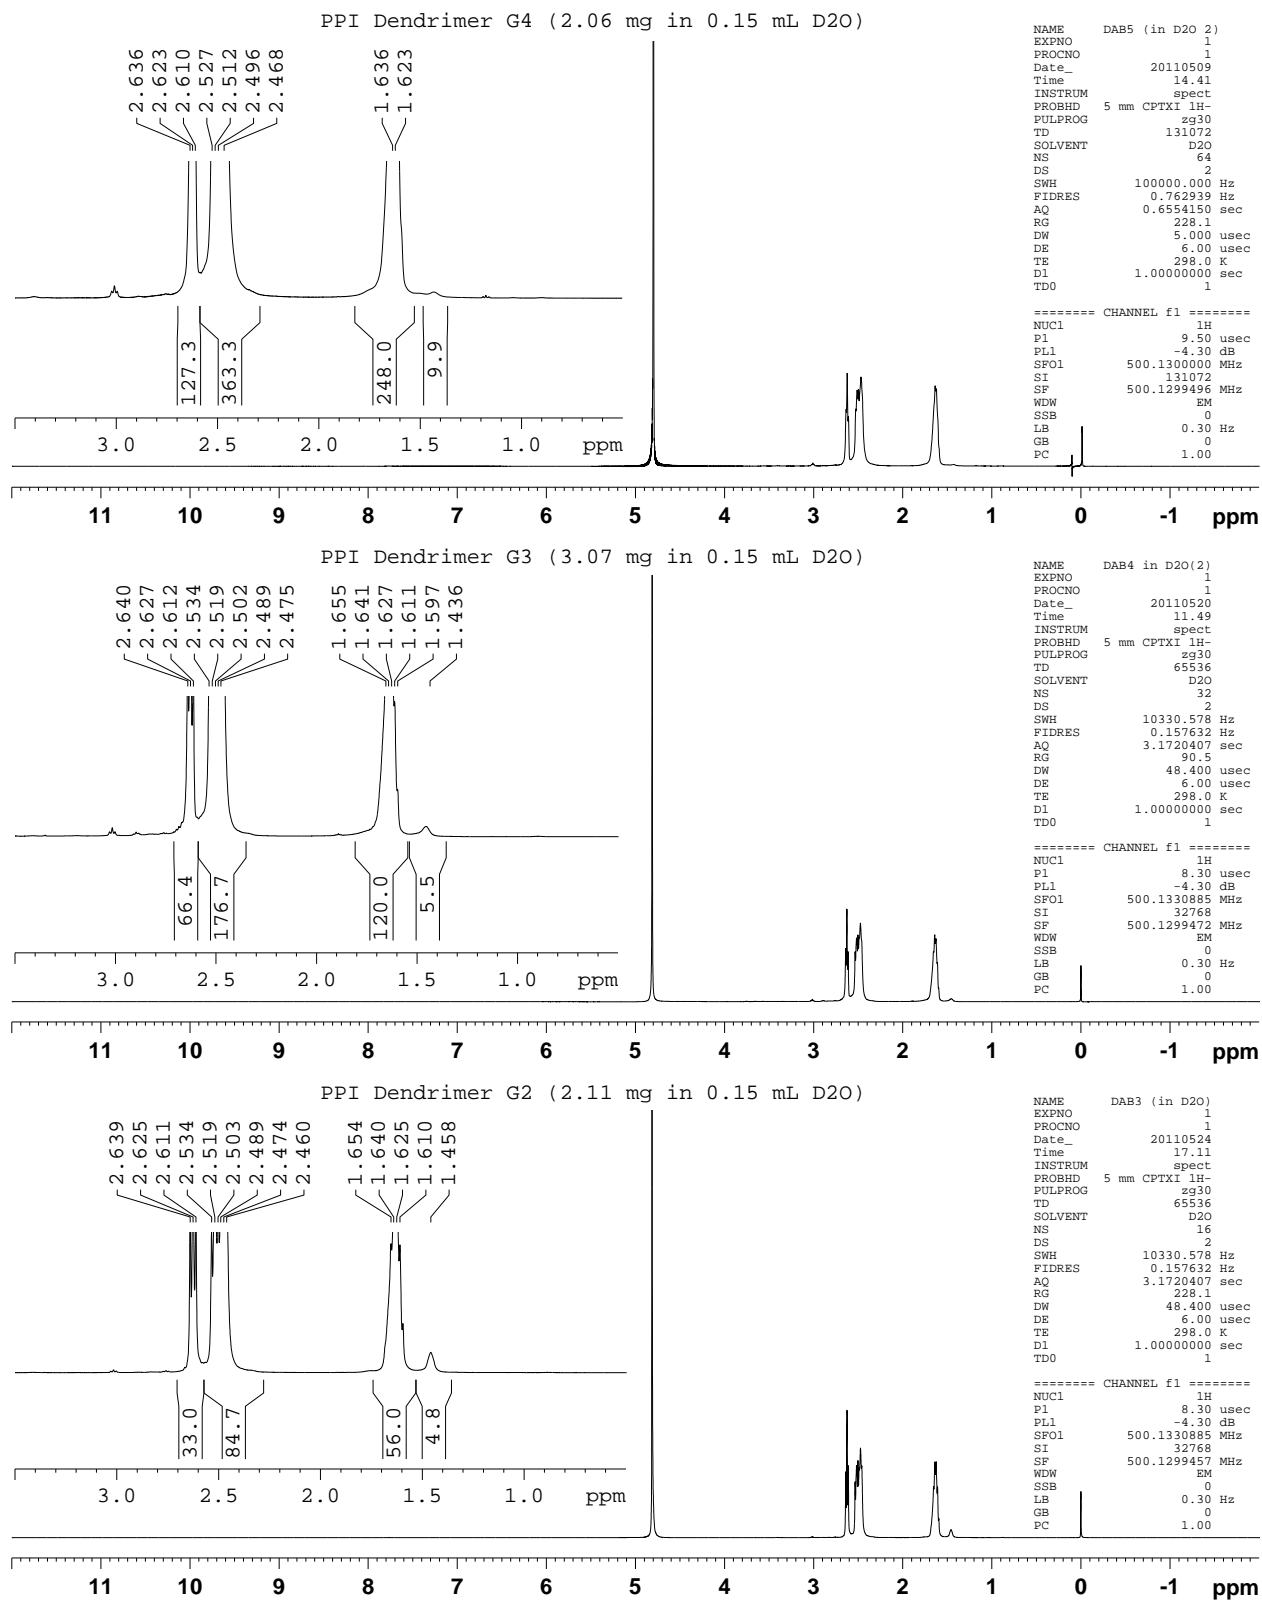 PPI Dendrimer G4 (2.06 mg in 0.15 mL D2O)
2.636
2.623
2.610
2.527
2.512
2.496
2.468
1.636
1.623
127.3
363.3
248.0
9.9
3.0 2.5 2.0 1.5 1.0 ppm
NAME DAB5 (in D2O 2)
EXPNO 1
PROCNO 1
Date_ 20110509
Time 14.41
INSTRUM spect
PROBHD 5 mm CPTXI 1H-
PULPROG zg30
TD 131072
SOLVENT D2O
NS 64
DS 2
SWH 100000.000 Hz
FIDRES 0.762939 Hz
AQ 0.6554150 sec
RG 228.1
DW 5.000 usec
DE 6.00 usec
TE 298.0 K
D1 1.00000000 sec
TD0 1
======== CHANNEL f1 ========
NUC1 1H
P1 9.50 usec
PL1 -4.30 dB
SFO1 500.1300000 MHz
SI 131072
SF 500.1299496 MHz
WDW EM
SSB 0
LB 0.30 Hz
GB 0
PC 1.00
11 10 9 8 7 6 5 4 3 2 1 0 -1 ppm
PPI Dendrimer G3 (3.07 mg in 0.15 mL D2O)
2.640
2.627
2.612
2.534
2.519
2.502
2.489
2.475
1.655
1.641
1.627
1.611
1.597
1.436
66.4
176.7
120.0
5.5
3.0 2.5 2.0 1.5 1.0 ppm
NAME DAB4 in D2O(2)
EXPNO 1
PROCNO 1
Date_ 20110520
Time 11.49
INSTRUM spect
PROBHD 5 mm CPTXI 1H-
PULPROG zg30
TD 65536
SOLVENT D2O
NS 32
DS 2
SWH 10330.578 Hz
FIDRES 0.157632 Hz
AQ 3.1720407 sec
RG 90.5
DW 48.400 usec
DE 6.00 usec
TE 298.0 K
D1 1.00000000 sec
TD0 1
======== CHANNEL f1 ========
NUC1 1H
P1 8.30 usec
PL1 -4.30 dB
SFO1 500.1330885 MHz
SI 32768
SF 500.1299472 MHz
WDW EM
SSB 0
LB 0.30 Hz
GB 0
PC 1.00
11 10 9 8 7 6 5 4 3 2 1 0 -1 ppm
PPI Dendrimer G2 (2.11 mg in 0.15 mL D2O)
2.639
2.625
2.611
2.534
2.519
2.503
2.489
2.474
2.460
1.654
1.640
1.625
1.610
1.458
33.0
84.7
56.0
4.8
3.0 2.5 2.0 1.5 1.0 ppm
NAME DAB3 (in D2O)
EXPNO 1
PROCNO 1
Date_ 20110524
Time 17.11
INSTRUM spect
PROBHD 5 mm CPTXI 1H-
PULPROG zg30
TD 65536
SOLVENT D2O
NS 16
DS 2
SWH 10330.578 Hz
FIDRES 0.157632 Hz
AQ 3.1720407 sec
RG 228.1
DW 48.400 usec
DE 6.00 usec
TE 298.0 K
D1 1.00000000 sec
TD0 1
======== CHANNEL f1 ========
NUC1 1H
P1 8.30 usec
PL1 -4.30 dB
SFO1 500.1330885 MHz
SI 32768
SF 500.1299457 MHz
WDW EM
SSB 0
LB 0.30 Hz
GB 0
PC 1.00
11 10 9 8 7 6 5 4 3 2 1 0 -1 ppm